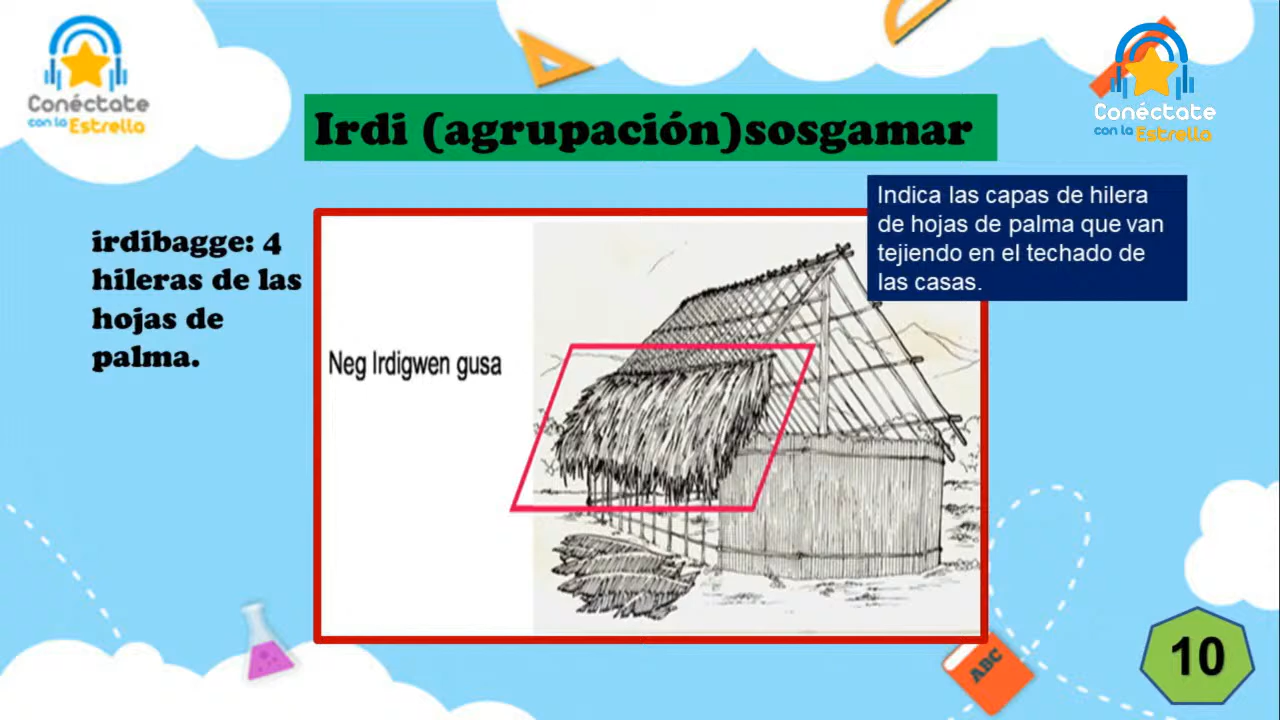 Conéctate
con la Estrella
Conéctate
con la Estrella
Irdi (agrupación)sosgamar
Indica las capas de hilera
de hojas de palma que van
tejiendo en el techado de
las casas.
irdibagge: 4
hileras de las
hojas de
palma.
Neg Irdigwen gusa
ABC
10